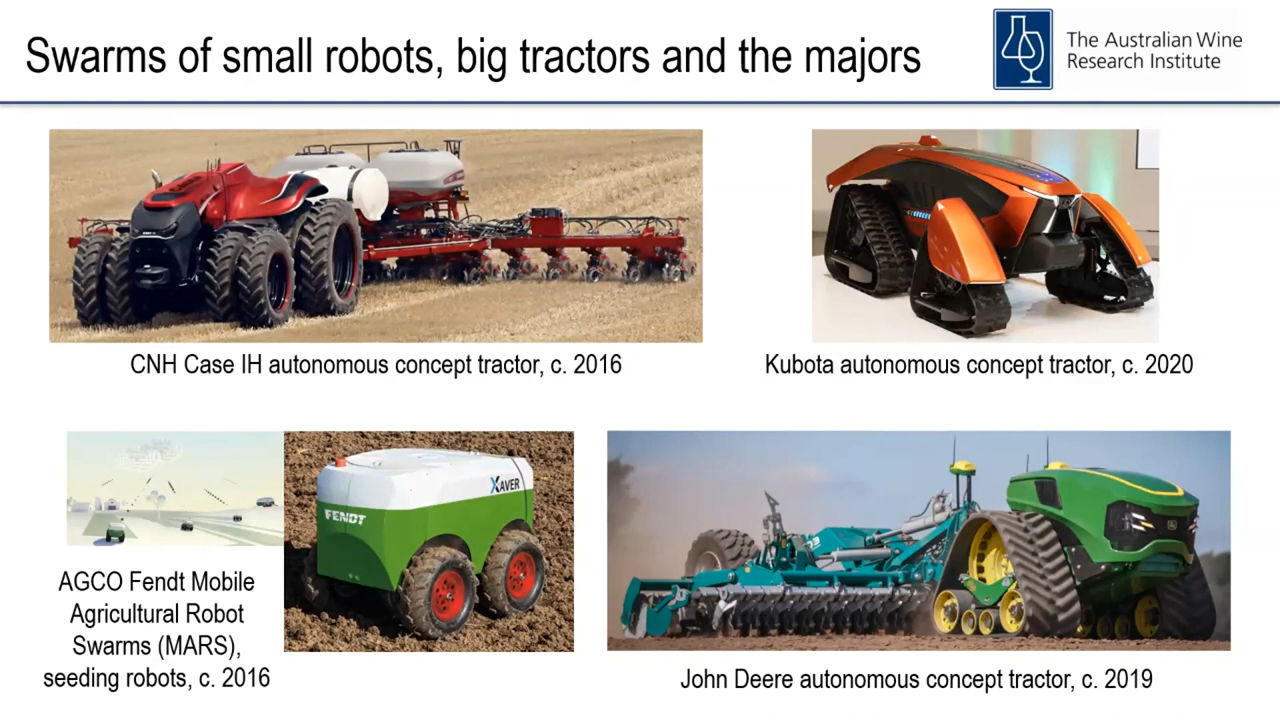 Swarms of small robots, big tractors and the majors
The Australian Wine
Research Institute
CNH Case IH autonomous concept tractor, c. 2016
Kubota autonomous concept tractor, c. 2020
XAVER
FENDT
AGCO Fendt Mobile
Agricultural Robot
Swarms (MARS),
seeding robots, c. 2016
John Deere autonomous concept tractor, c. 2019